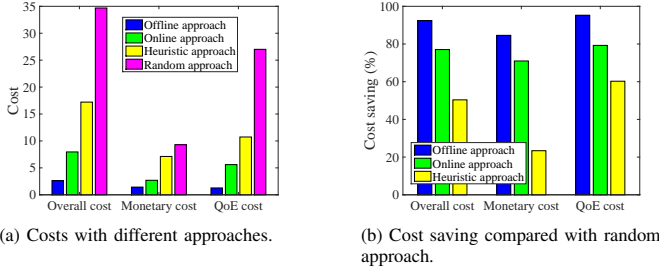 35
30
25
20
15
10
5
0
Cost
Offline approach
Online approach
Heuristic approach
Random approach
Overall cost Monetary cost QoE cost
(a) Costs with different approaches.
100
80
60
40
20
0
Cost saving (%)
Offline approach
Online approach
Heuristic approach
Overall cost Monetary cost QoE cost
(b) Cost saving compared with random
approach.